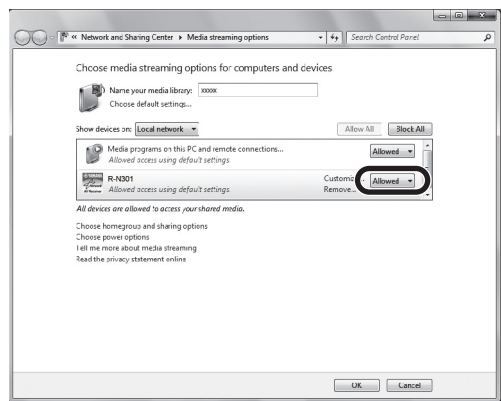 « Network and Sharing Center ▸ Media streaming options
Search Control Panel
Choose media streaming options for computers and devices
Name your media library: xxxxx
Choose default settings...
Show devices on: Local network
Allow All
Block All
Media programs on this PC and remote connections...
Allowed access using default settings
Allowed
R-N301
Allowed access using default settings
Customiz...
Remove...
Allowed
All devices are allowed to access your shared media.
Choose homegroup and sharing options
Choose power options
Tell me more about media streaming
Read the privacy statement online
OK
Cancel